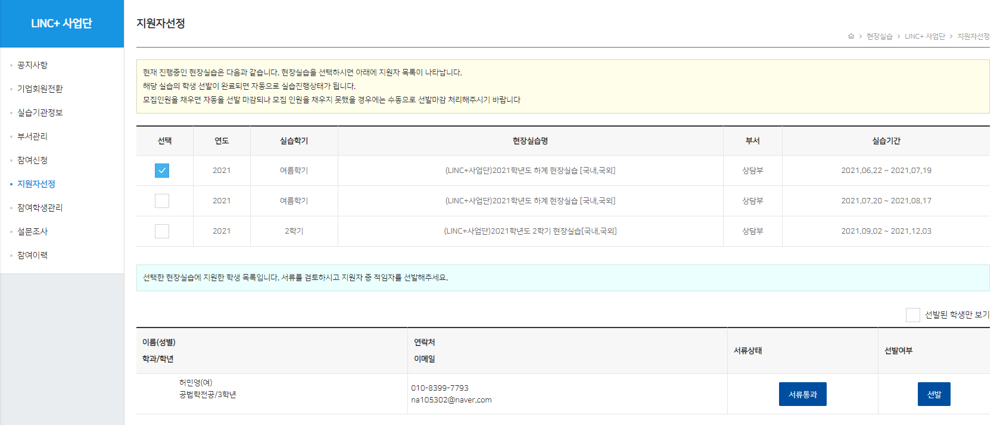 LINC+ 사업단
공지사항
기업회원전환
실습기관정보
부서관리
참여신청
지원자선정
참여학생관리
설문조사
참여이력
지원자선정
현장실습 > LINC+ 사업단 > 지원자선정
현재 진행중인 현장실습은 다음과 같습니다. 현장실습을 선택하시면 아래에 지원자 목록이 나타납니다.
해당 실습의 학생 선발이 완료되면 자동으로 실습진행상태가 됩니다.
모집인원을 채우면 자동을 선발 마감되나 모집 인원을 채우지 못했을 경우에는 수동으로 선발마감 처리해주시기 바랍니다
선택 연도 실습학기 현장실습명 부서 실습기간
2021 여름학기 (LINC+사업단)2021학년도 하계 현장실습 [국내,국외] 상담부 2021.06.22 ~ 2021.07.19
2021 여름학기 (LINC+사업단)2021학년도 하계 현장실습 [국내,국외] 상담부 2021.07.20 ~ 2021.08.17
2021 2학기 (LINC+사업단)2021학년도 2학기 현장실습[국내,국외] 상담부 2021.09.02 ~ 2021.12.03
선택한 현장실습에 지원한 학생 목록입니다. 서류를 검토하시고 지원자 중 적임자를 선발해주세요.
선발된 학생만 보기
이름(성별) 연락처
학과/학년 이메일
서류상태 선발여부
허민영(여)
공법학전공/3학년
010-8399-7793
na105302@naver.com
서류통과 선발